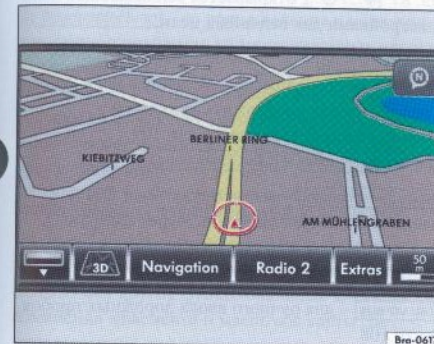 N
BERLINER RING
KIEBITZWEG
AM MÜHLENGRABEN
3D Navigation Radio 2 Extras 50 m